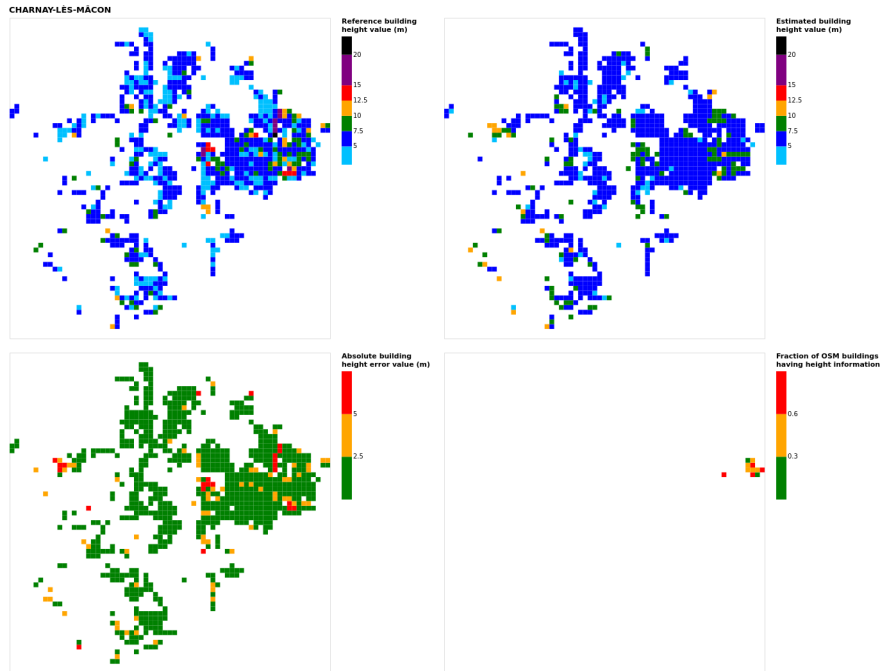 CHARNAY-LÈS-MÂCON
Reference building
height value (m)
20
15
12.5
10
7.5
5
Estimated building
height value (m)
20
15
12.5
10
7.5
5
Absolute building
height error value (m)
5
2.5
Fraction of OSM buildings
having height information
0.6
0.3